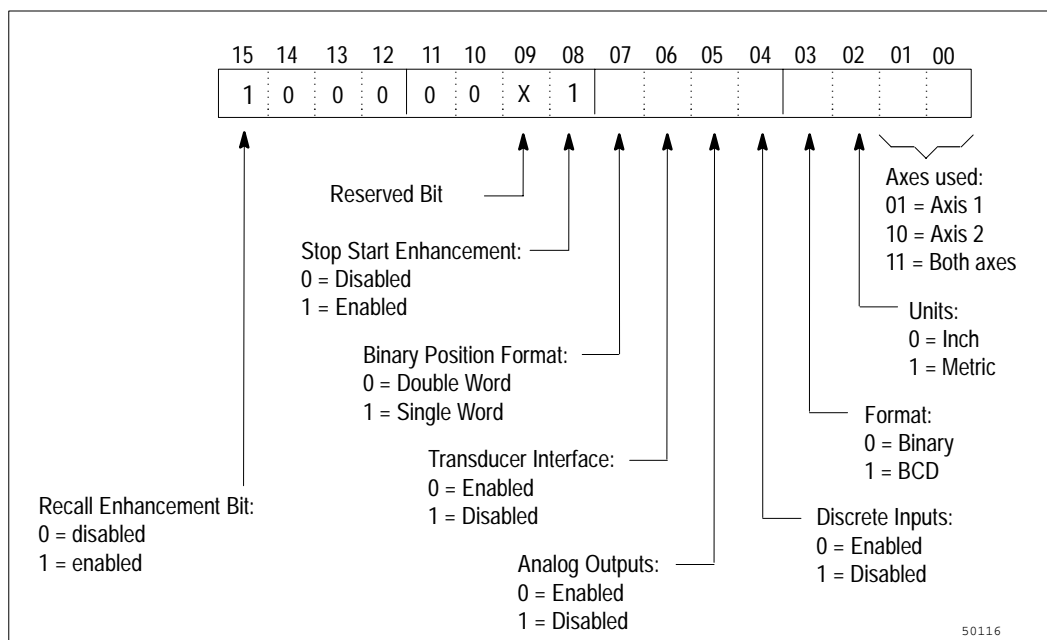 15 14 13 12 11 10 09 08 07 06 05 04 03 02 01 00
1 0 0 0 0 0 X 1
Reserved Bit
Stop Start Enhancement:
0 = Disabled
1 = Enabled
Binary Position Format:
0 = Double Word
1 = Single Word
Transducer Interface:
0 = Enabled
1 = Disabled
Analog Outputs:
0 = Enabled
1 = Disabled
Recall Enhancement Bit:
0 = disabled
1 = enabled
Axes used:
01 = Axis 1
10 = Axis 2
11 = Both axes
Units:
0 = Inch
1 = Metric
Format:
0 = Binary
1 = BCD
Discrete Inputs:
0 = Enabled
1 = Disabled
50116